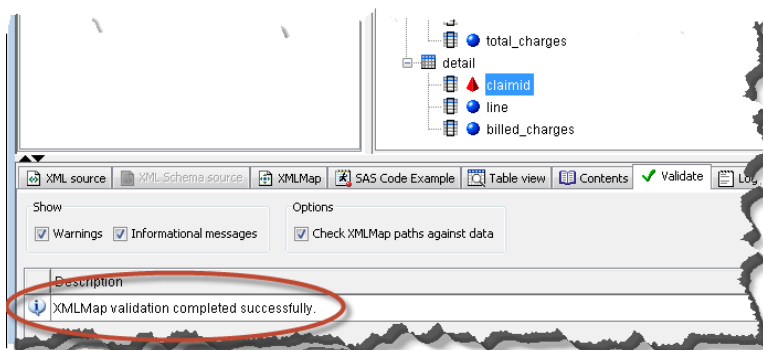 total_charges
detail
claimid
line
billed_charges
XML source XML Schema source XMLMap SAS Code Example Table view Contents Validate Log
Show Options
Warnings Informational messages Check XMLMap paths against data
Description
XMLMap validation completed successfully.